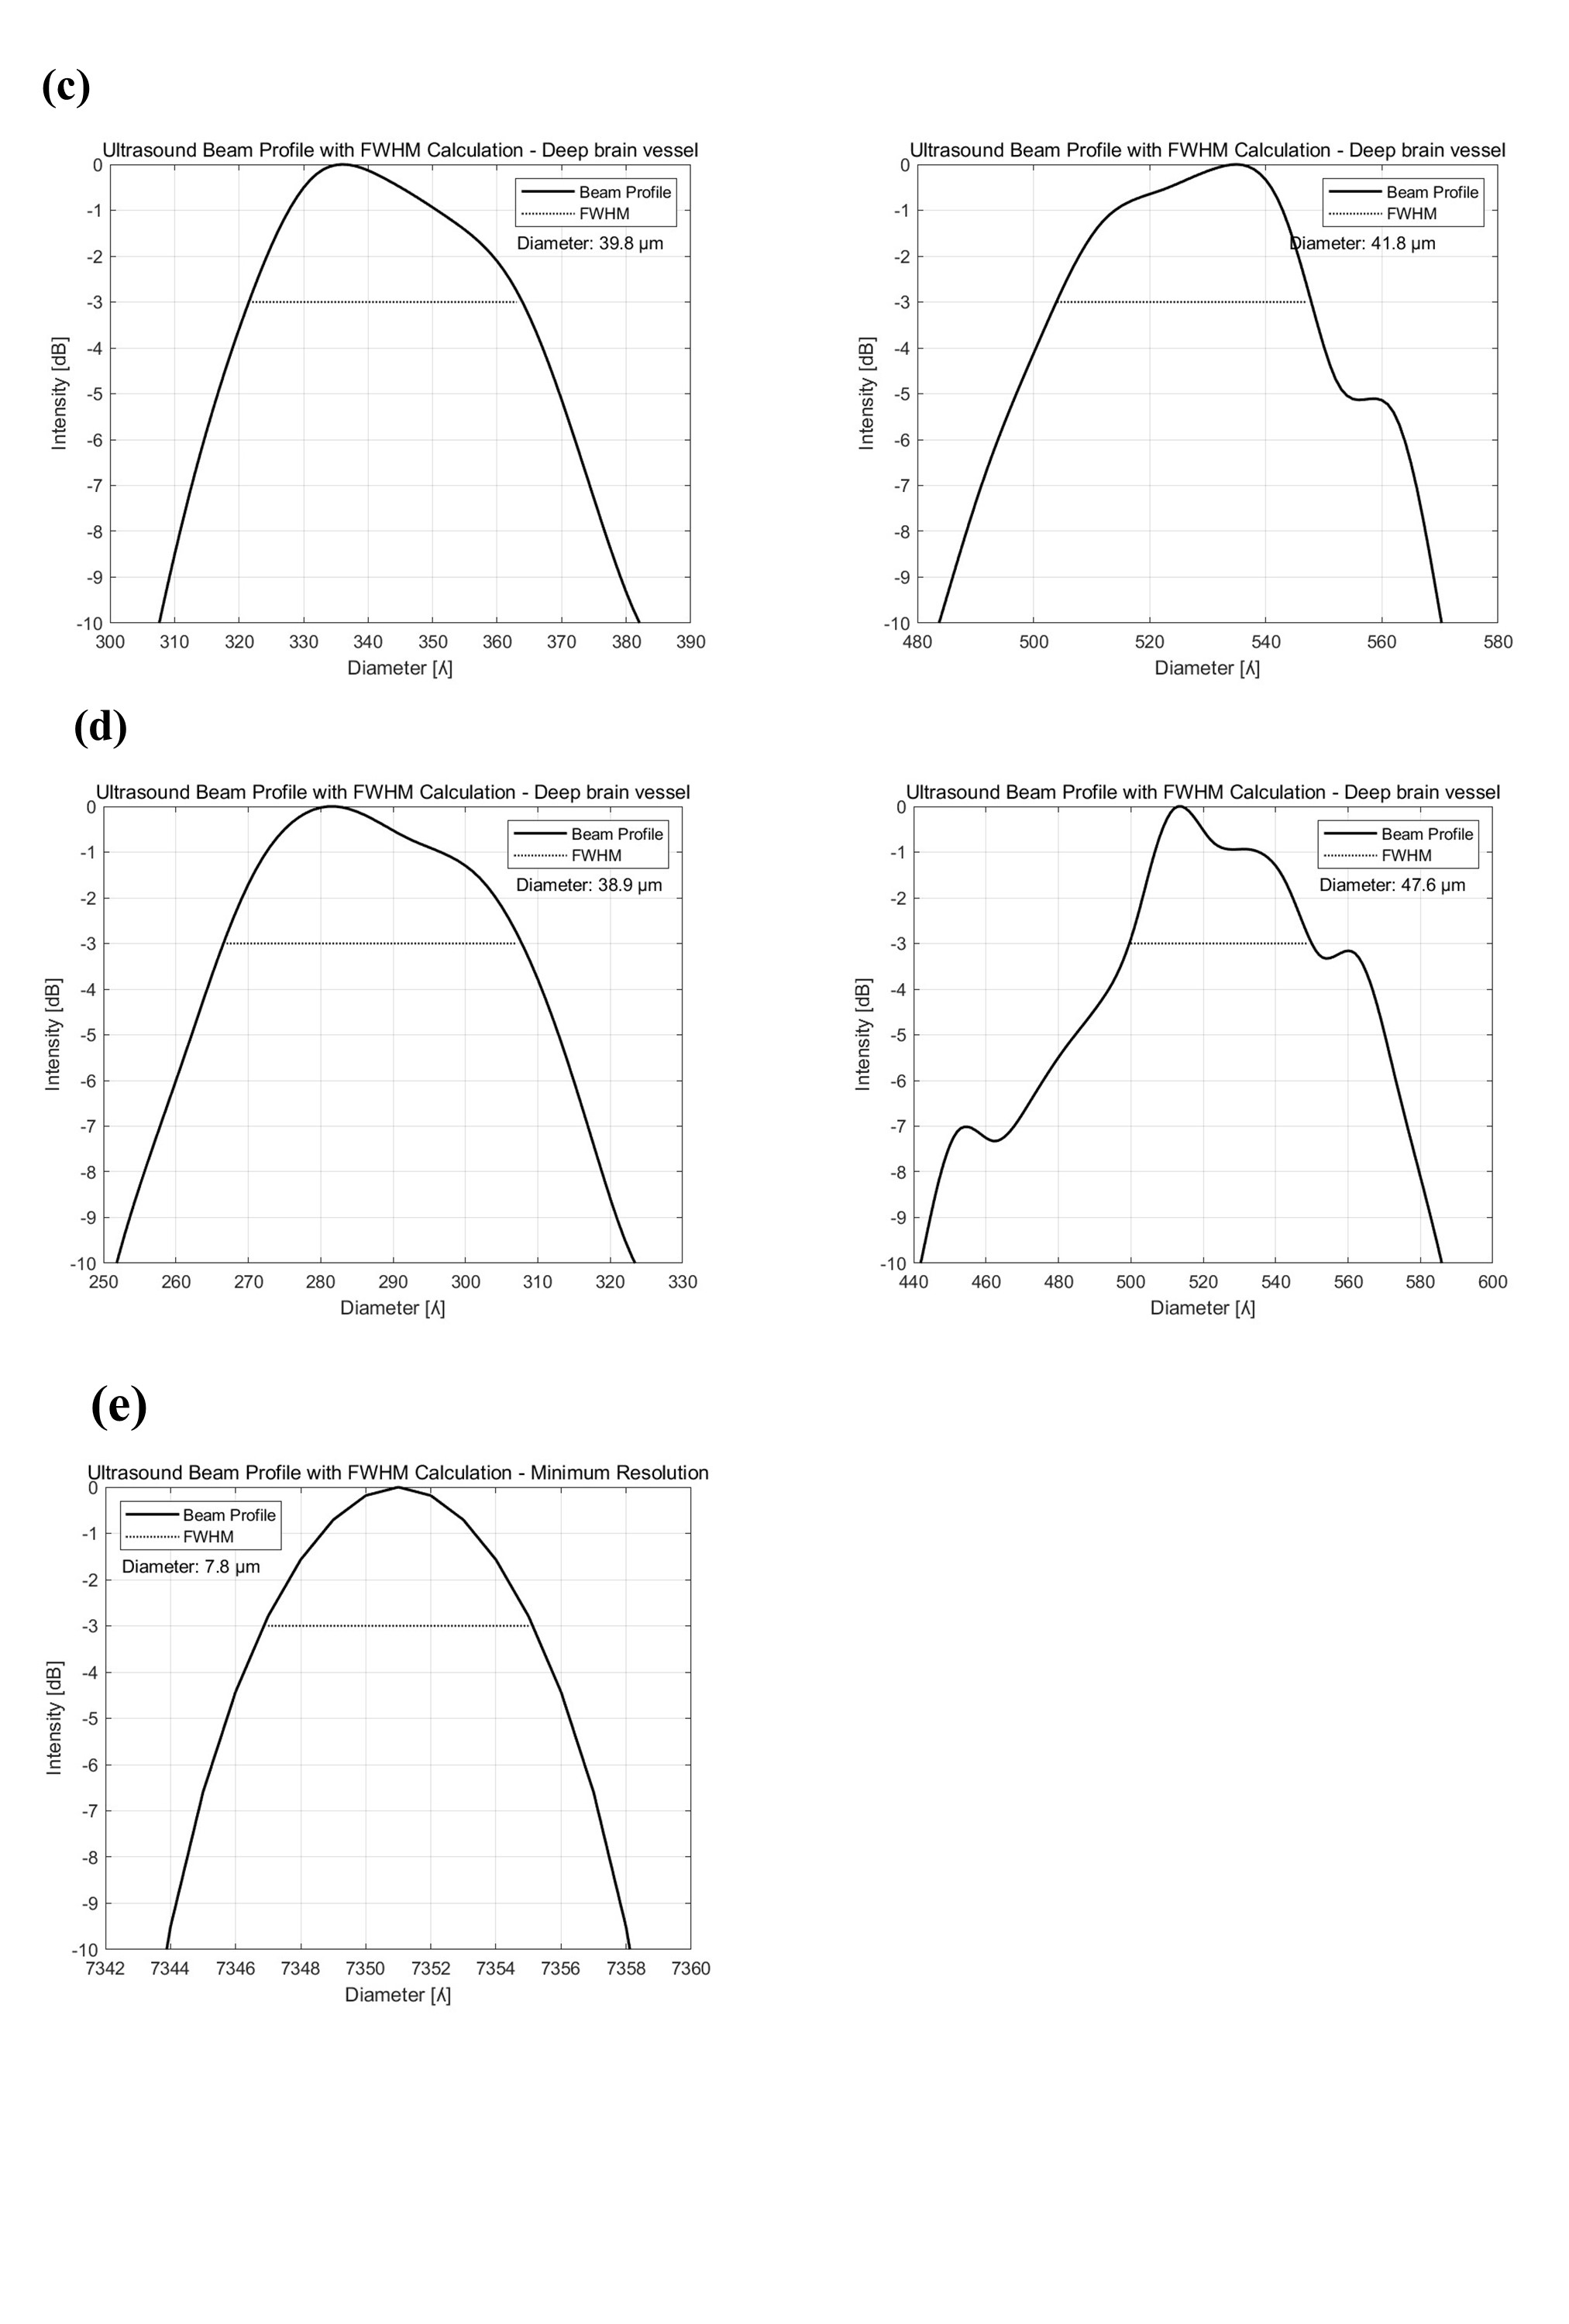 (c)
Ultrasound Beam Profile with FWHM Calculation - Deep brain vessel
Beam Profile
FWHM
Diameter: 39.8 µm
Intensity [dB]
0
-1
-2
-3
-4
-5
-6
-7
-8
-9
-10
300 310 320 330 340 350 360 370 380 390
Diameter [ʎ]
Ultrasound Beam Profile with FWHM Calculation - Deep brain vessel
Beam Profile
FWHM
Diameter: 41.8 µm
Intensity [dB]
0
-1
-2
-3
-4
-5
-6
-7
-8
-9
-10
480 500 520 540 560 580
Diameter [ʎ]
(d)
Ultrasound Beam Profile with FWHM Calculation - Deep brain vessel
Beam Profile
FWHM
Diameter: 38.9 µm
Intensity [dB]
0
-1
-2
-3
-4
-5
-6
-7
-8
-9
-10
250 260 270 280 290 300 310 320 330
Diameter [ʎ]
Ultrasound Beam Profile with FWHM Calculation - Deep brain vessel
Beam Profile
FWHM
Diameter: 47.6 µm
Intensity [dB]
0
-1
-2
-3
-4
-5
-6
-7
-8
-9
-10
440 460 480 500 520 540 560 580 600
Diameter [ʎ]
(e)
Ultrasound Beam Profile with FWHM Calculation - Minimum Resolution
Beam Profile
FWHM
Diameter: 7.8 µm
Intensity [dB]
0
-1
-2
-3
-4
-5
-6
-7
-8
-9
-10
7342 7344 7346 7348 7350 7352 7354 7356 7358 7360
Diameter [ʎ]